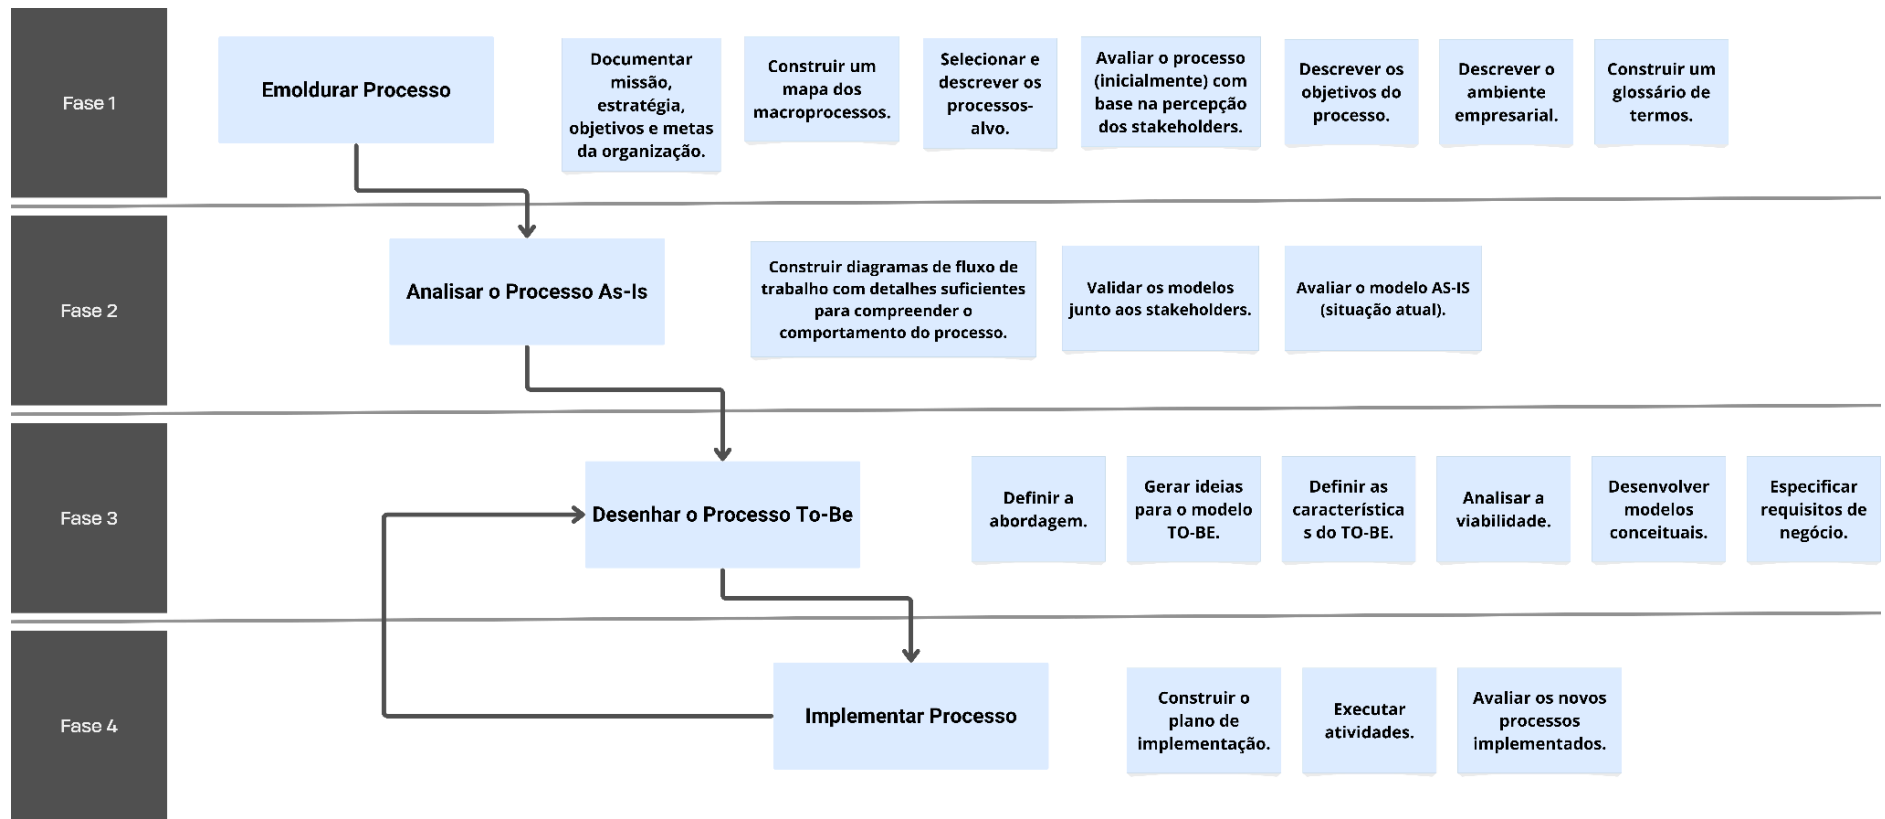 Fase 1
Emoldurar Processo
Documentar
missão,
estratégia,
objetivos e metas
da organização.
Construir um
mapa dos
macroprocessos.
Selecionar e
descrever os
processos-
alvo.
Avaliar o processo
(inicialmente) com
base na percepção
dos stakeholders.
Descrever os
objetivos do
processo.
Descrever o
ambiente
empresarial.
Construir um
glossário de
termos.
Fase 2
Analisar o Processo As-Is
Construir diagramas de fluxo de
trabalho com detalhes suficientes
para compreender o
comportamento do processo.
Validar os modelos
junto aos stakeholders.
Avaliar o modelo AS-IS
(situação atual).
Fase 3
Desenhar o Processo To-Be
Definir a
abordagem.
Gerar ideias
para o modelo
TO-BE.
Definir as
característica
s do TO-BE.
Analisar a
viabilidade.
Desenvolver
modelos
conceituais.
Especificar
requisitos de
negócio.
Fase 4
Implementar Processo
Construir o
plano de
implementação.
Executar
atividades.
Avaliar os novos
processos
implementados.